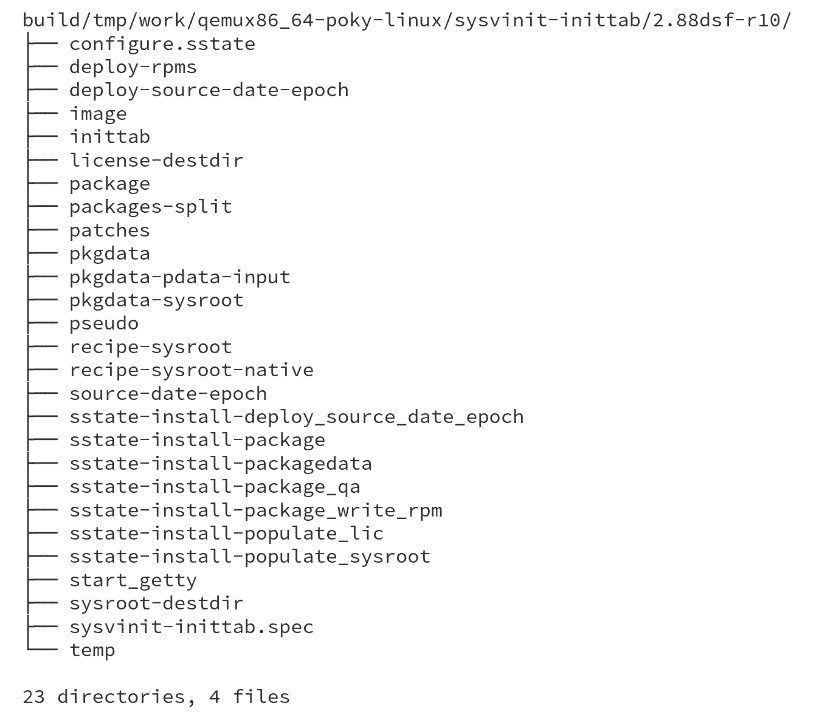 build/tmp/work/qemux86_64-poky-linux/sysvinit-inittab/2.88dsf-r10/
├── configure.sstate
├── deploy-rpms
├── deploy-source-date-epoch
├── image
├── inittab
├── license-destdir
├── package
├── packages-split
├── patches
├── pkgdata
├── pkgdata-pdata-input
├── pkgdata-sysroot
├── pseudo
├── recipe-sysroot
├── recipe-sysroot-native
├── source-date-epoch
├── sstate-install-deploy_source_date_epoch
├── sstate-install-package
├── sstate-install-packagedata
├── sstate-install-package_qa
├── sstate-install-package_write_rpm
├── sstate-install-populate_lic
├── sstate-install-populate_sysroot
├── start_getty
├── sysroot-destdir
├── sysvinit-inittab.spec
└── temp
23 directories, 4 files